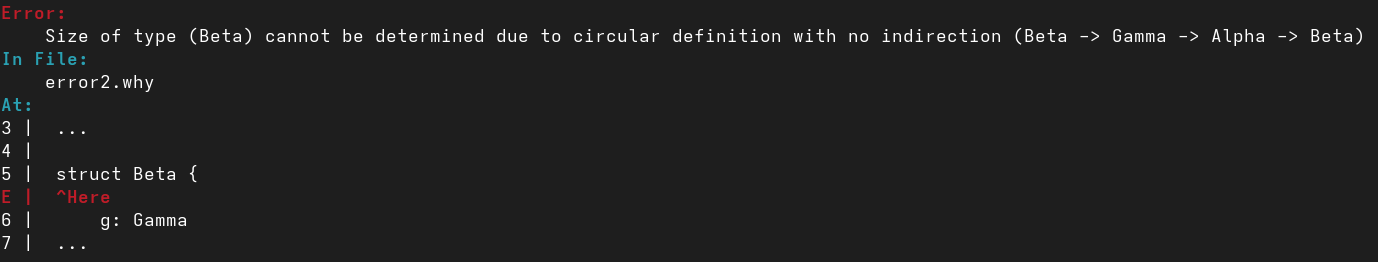 Error:
    Size of type (Beta) cannot be determined due to circular definition with no indirection (Beta -> Gamma -> Alpha -> Beta)
In File:
    error2.why
At:
3 |  ...
4 |
5 |  struct Beta {
E |  ^Here
6 |      g: Gamma
7 |  ...